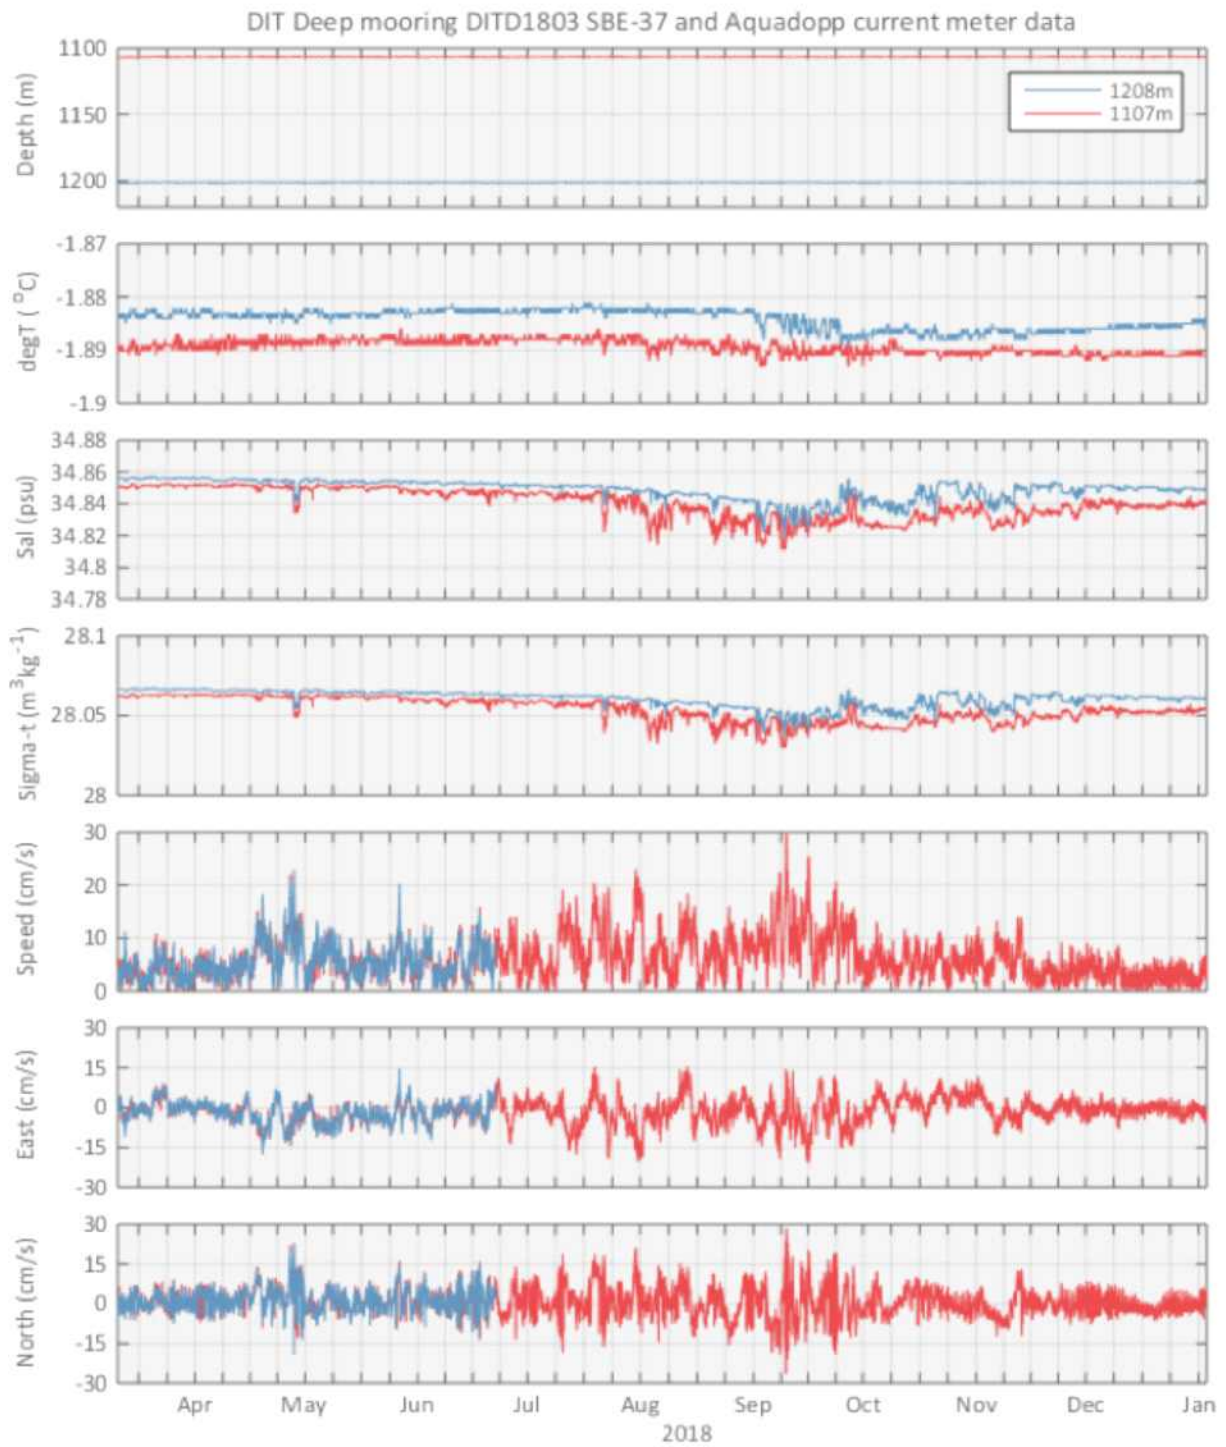 DIT Deep mooring DITD1803 SBE-37 and Aquadopp current meter data
Depth (m)
1100
1150
1200
1208m
1107m
degT ( °C)
-1.87
-1.88
-1.89
-1.9
Sal (psu)
34.88
34.86
34.84
34.82
34.8
34.78
Sigma-t (m³kg⁻¹)
28.1
28.05
28
Speed (cm/s)
30
20
10
0
East (cm/s)
30
15
0
-15
-30
North (cm/s)
30
15
0
-15
-30
Apr May Jun Jul Aug Sep Oct Nov Dec Jan
2018